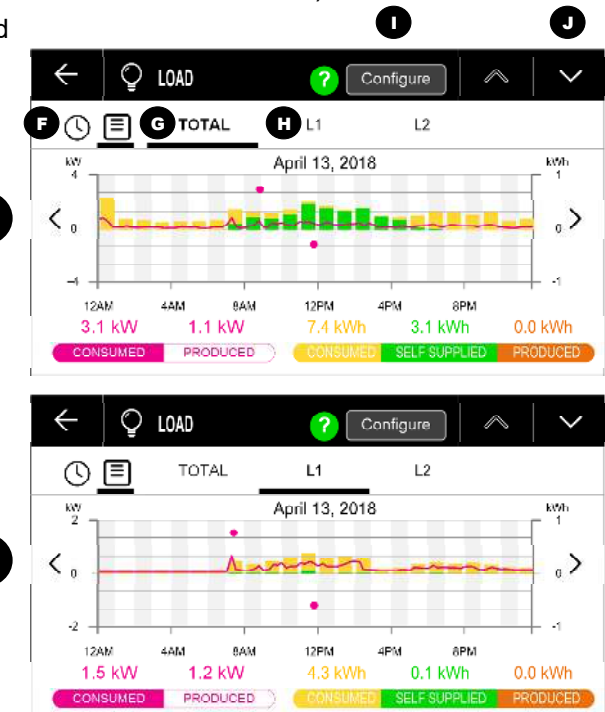 d
I J
LOAD ? Configure
F G TOTAL H L1 L2
kW April 13, 2018 kWh
4 1
0 0
-4 -1
12AM 4AM 8AM 12PM 4PM 8PM
3.1 kW 1.1 kW 7.4 kWh 3.1 kWh 0.0 kWh
CONSUMED PRODUCED CONSUMED SELF SUPPLIED PRODUCED
LOAD ? Configure
TOTAL L1 L2
kW April 13, 2018 kWh
2 1
0 0
-2 -1
12AM 4AM 8AM 12PM 4PM 8PM
1.5 kW 1.2 kW 4.3 kWh 0.1 kWh 0.0 kWh
CONSUMED PRODUCED CONSUMED SELF SUPPLIED PRODUCED